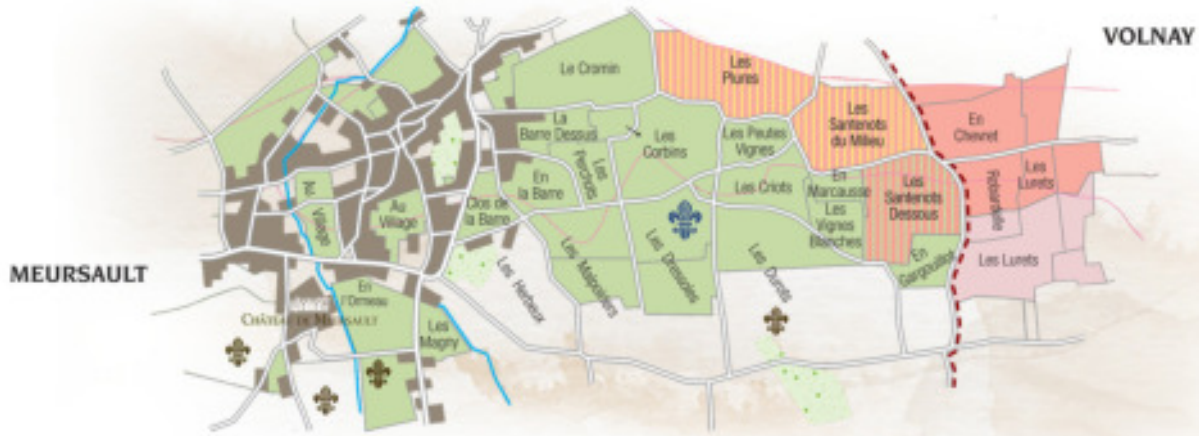 VOLNAY
Le Cromin
Les
Plures
Les
Santenots
du Milieu
En
Chevret
La
Barre Dessus
Les
Corbins
Les Peutes
Vignes
Les
Perchots
En
la Barre
Clos de
la Barre
Les Criots
En
Marcausse
Les
Vignes
Blanches
Les
Santenots
Dessous
Robardelle
Les
Lurets
Les Lurets
En
Gargouillot
Au
Village
Au
Village
MEURSAULT
Les Herbeux
Les Malpoiriers
Les Dressoles
Les Durots
En
l'Ormeau
CHÂTEAU DE MEURSAULT
Les
Magny